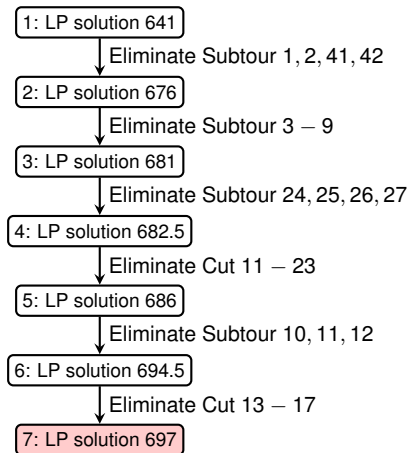 1: LP solution 641
Eliminate Subtour 1, 2, 41, 42
2: LP solution 676
Eliminate Subtour 3 − 9
3: LP solution 681
Eliminate Subtour 24, 25, 26, 27
4: LP solution 682.5
Eliminate Cut 11 − 23
5: LP solution 686
Eliminate Subtour 10, 11, 12
6: LP solution 694.5
Eliminate Cut 13 − 17
7: LP solution 697